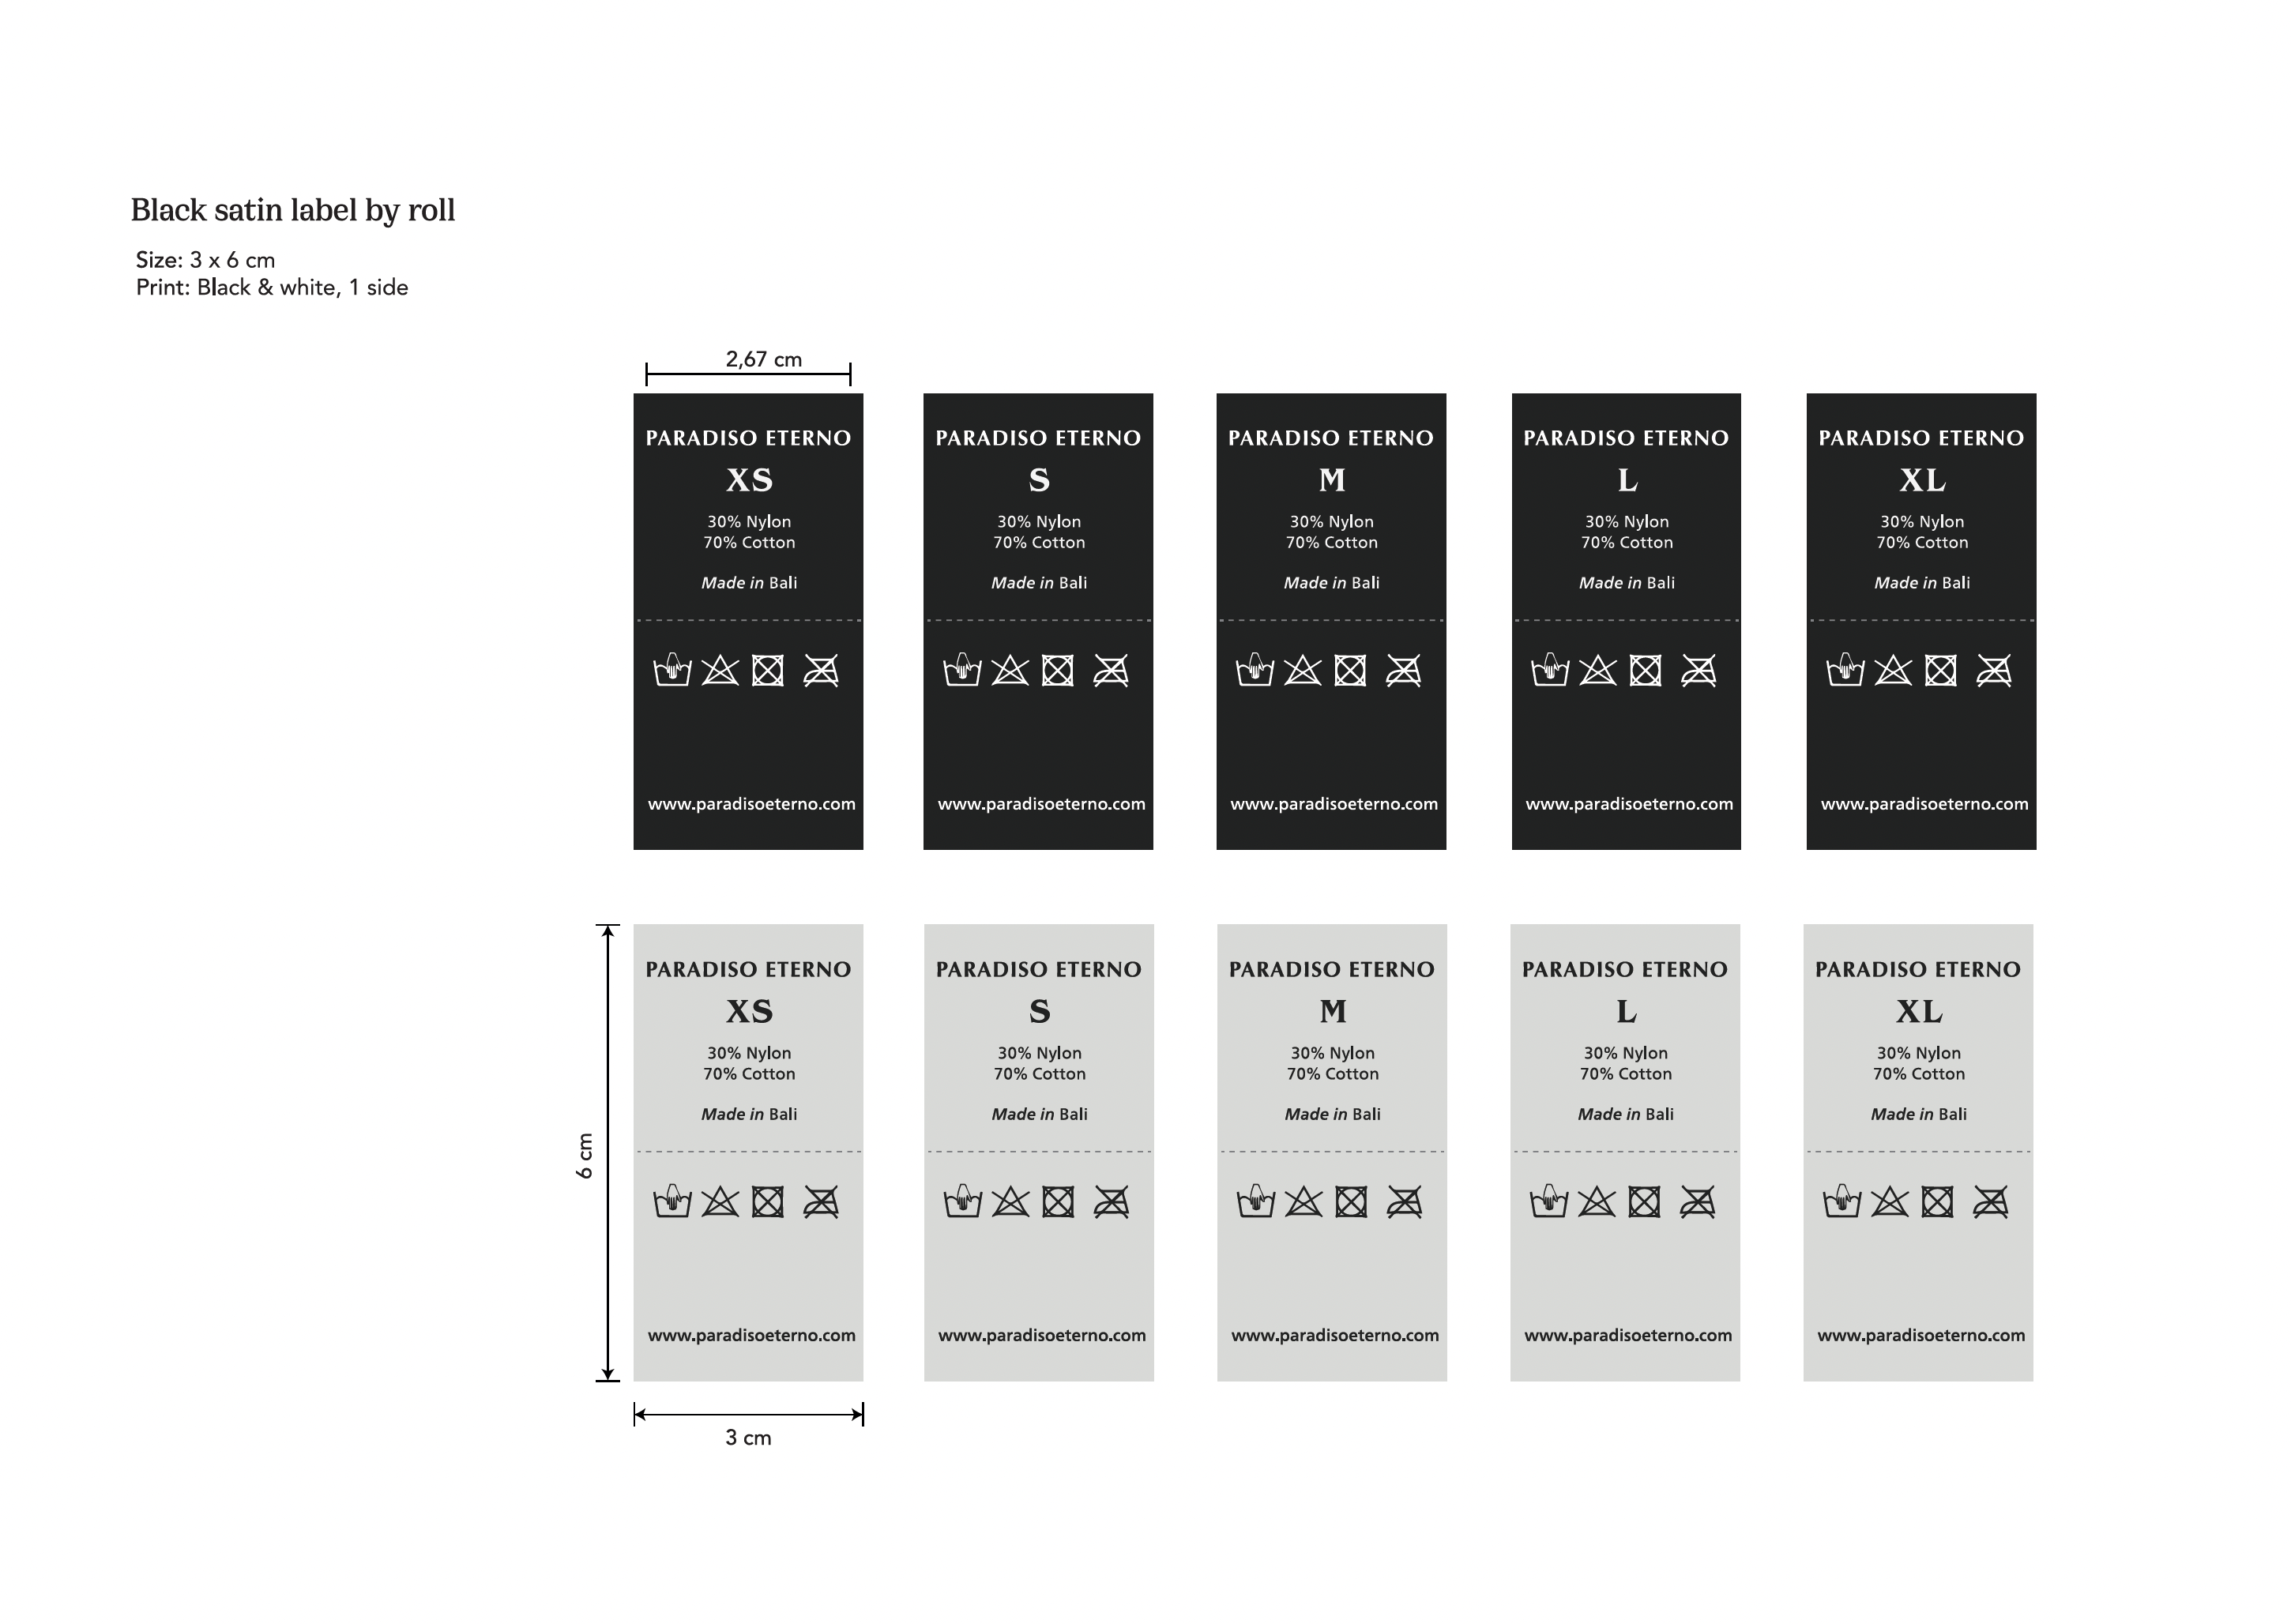 Black satin label by roll
Size: 3 x 6 cm
Print: Black & white, 1 side
2,67 cm
PARADISO ETERNO
XS
30% Nylon
70% Cotton
Made in Bali
www.paradisoeterno.com
PARADISO ETERNO
S
30% Nylon
70% Cotton
Made in Bali
www.paradisoeterno.com
PARADISO ETERNO
M
30% Nylon
70% Cotton
Made in Bali
www.paradisoeterno.com
PARADISO ETERNO
L
30% Nylon
70% Cotton
Made in Bali
www.paradisoeterno.com
PARADISO ETERNO
XL
30% Nylon
70% Cotton
Made in Bali
www.paradisoeterno.com
6 cm
PARADISO ETERNO
XS
30% Nylon
70% Cotton
Made in Bali
www.paradisoeterno.com
PARADISO ETERNO
S
30% Nylon
70% Cotton
Made in Bali
www.paradisoeterno.com
PARADISO ETERNO
M
30% Nylon
70% Cotton
Made in Bali
www.paradisoeterno.com
PARADISO ETERNO
L
30% Nylon
70% Cotton
Made in Bali
www.paradisoeterno.com
PARADISO ETERNO
XL
30% Nylon
70% Cotton
Made in Bali
www.paradisoeterno.com
3 cm